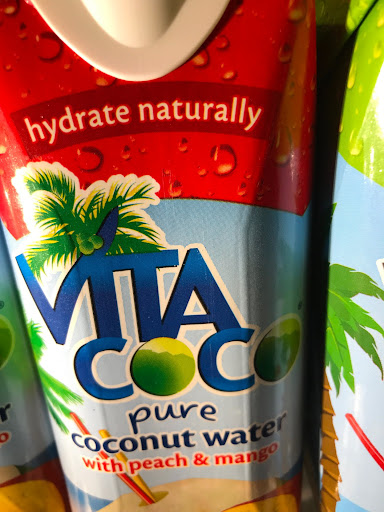 hydrate naturally
VITA
COCO
pure
coconut water
with peach & mango